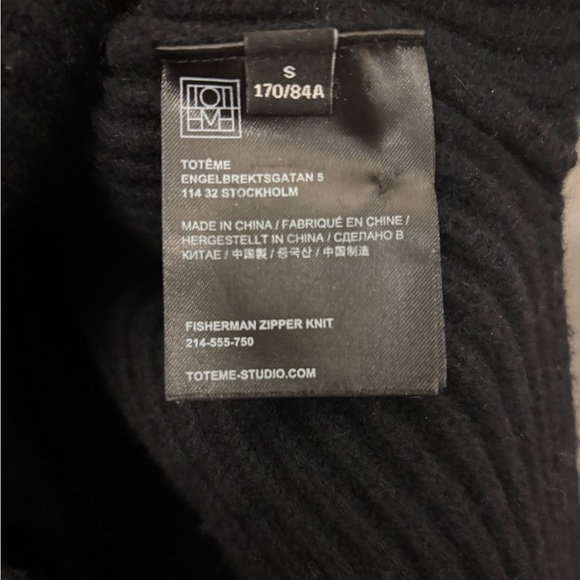 S
170/84A
TOTÊME
ENGELBREKTSGATAN 5
114 32 STOCKHOLM
MADE IN CHINA / FABRIQUÉ EN CHINE /
HERGESTELLT IN CHINA / СДЕЛАНО В
КИТАЕ / 中国製 / 중국산 / 中国制造
FISHERMAN ZIPPER KNIT
214-555-750
TOTEME-STUDIO.COM